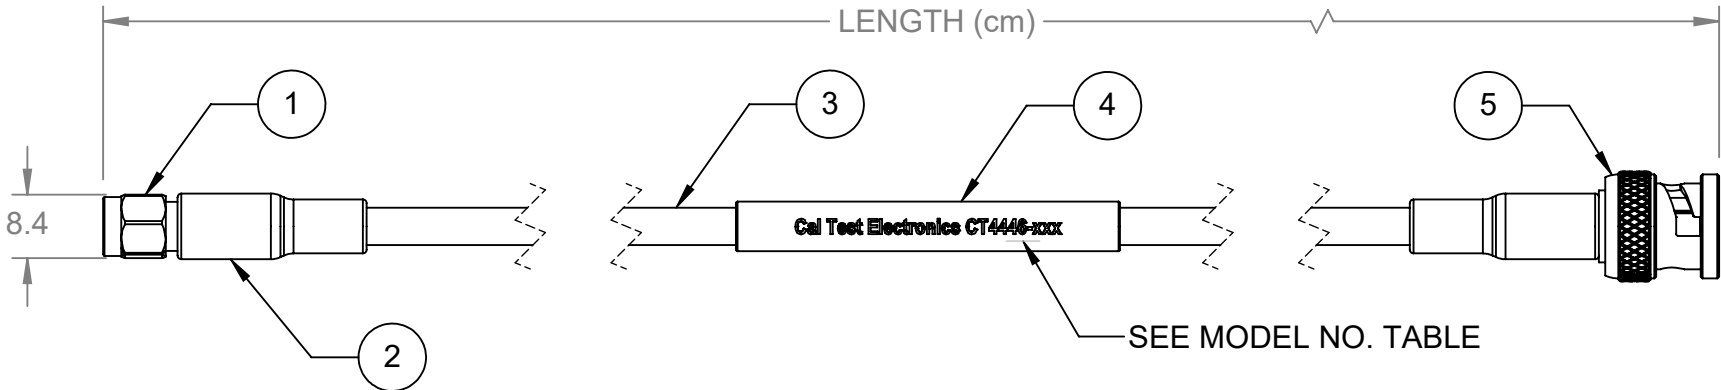 LENGTH (cm)
1
3
4
5
8.4
Cal Test Electronics CT4446-xxx
2
SEE MODEL NO. TABLE